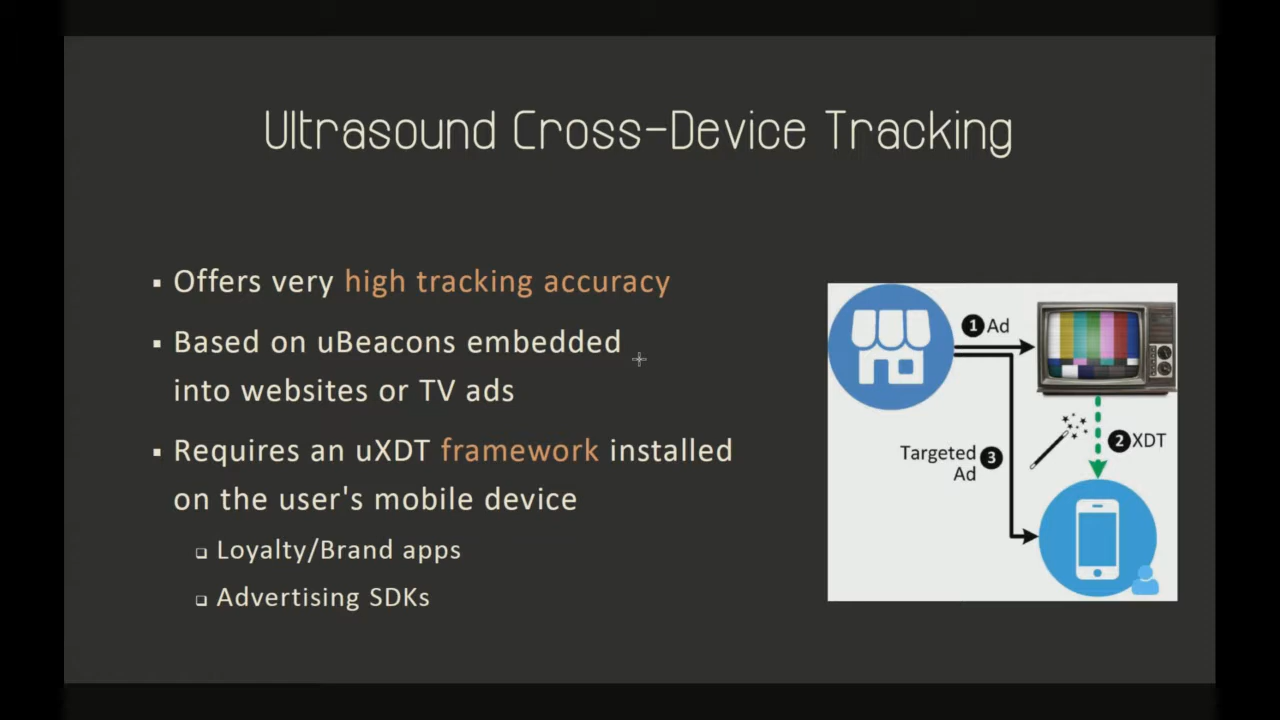 Ultrasound Cross-Device Tracking
▪ Offers very high tracking accuracy
▪ Based on uBeacons embedded
into websites or TV ads
▪ Requires an uXDT framework installed
on the user's mobile device
❑ Loyalty/Brand apps
❑ Advertising SDKs
1 Ad
2 XDT
Targeted 3
Ad